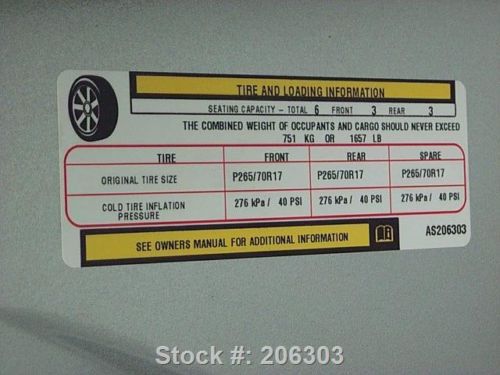 TIRE AND LOADING INFORMATION
SEATING CAPACITY - TOTAL 6 FRONT 3 REAR 3
THE COMBINED WEIGHT OF OCCUPANTS AND CARGO SHOULD NEVER EXCEED
751 KG OR 1657 LB
TIRE FRONT REAR SPARE
ORIGINAL TIRE SIZE P265/70R17 P265/70R17 P265/70R17
COLD TIRE INFLATION PRESSURE 276 kPa / 40 PSI 276 kPa / 40 PSI 276 kPa / 40 PSI
SEE OWNERS MANUAL FOR ADDITIONAL INFORMATION
AS206303
Stock #: 206303